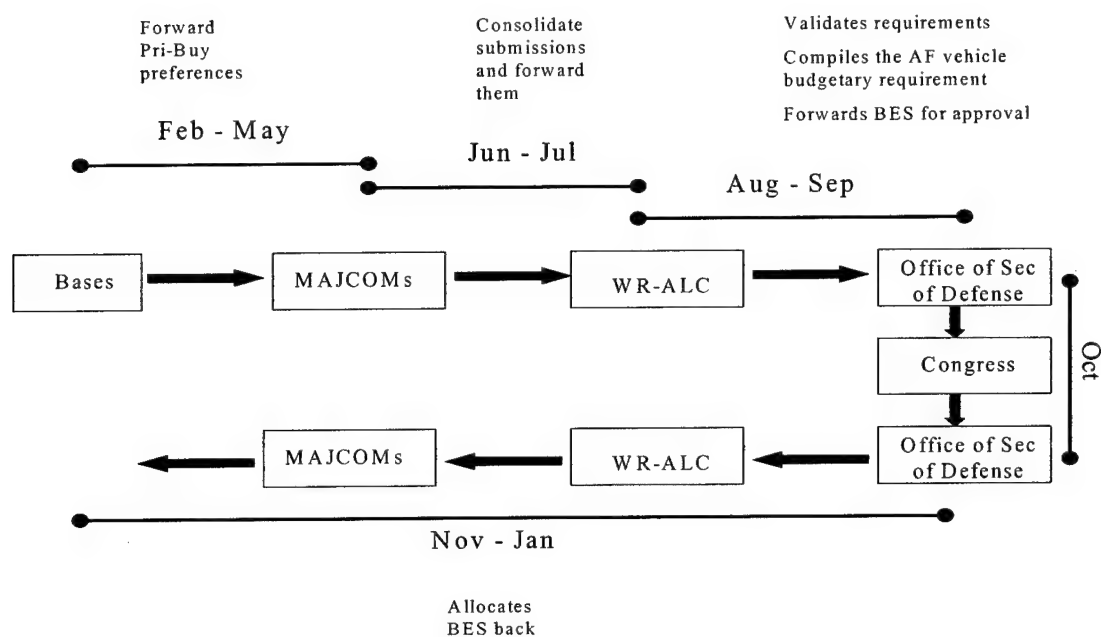 Forward
Pri-Buy
preferences
Consolidate
submissions
and forward
them
Validates requirements
Compiles the AF vehicle
budgetary requirement
Forwards BES for approval
Feb - May
Jun - Jul
Aug - Sep
Bases
MAJCOMs
WR-ALC
Office of Sec
of Defense
Oct
Congress
MAJCOMs
WR-ALC
Office of Sec
of Defense
Nov - Jan
Allocates
BES back